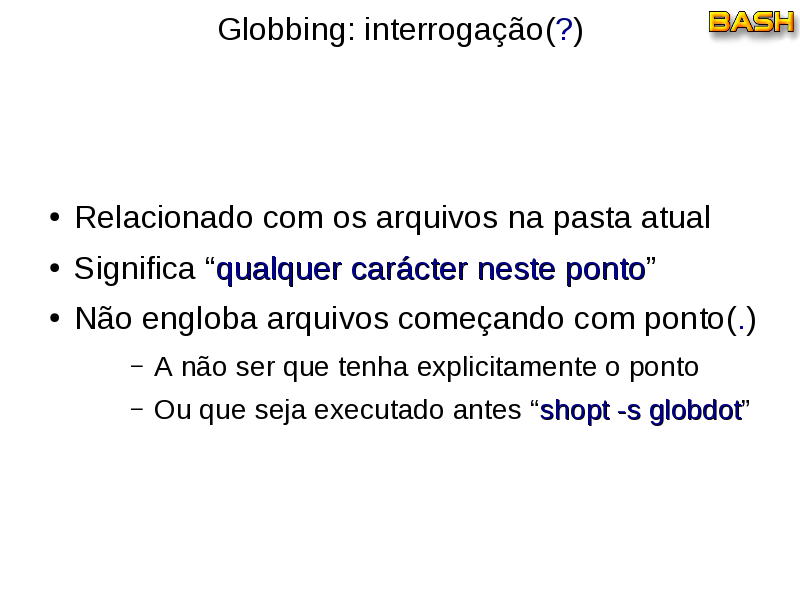 Globbing: interrogação(?)
BASH
• Relacionado com os arquivos na pasta atual
• Significa “qualquer carácter neste ponto”
• Não engloba arquivos começando com ponto(.)
– A não ser que tenha explicitamente o ponto
– Ou que seja executado antes “shopt -s globdot”